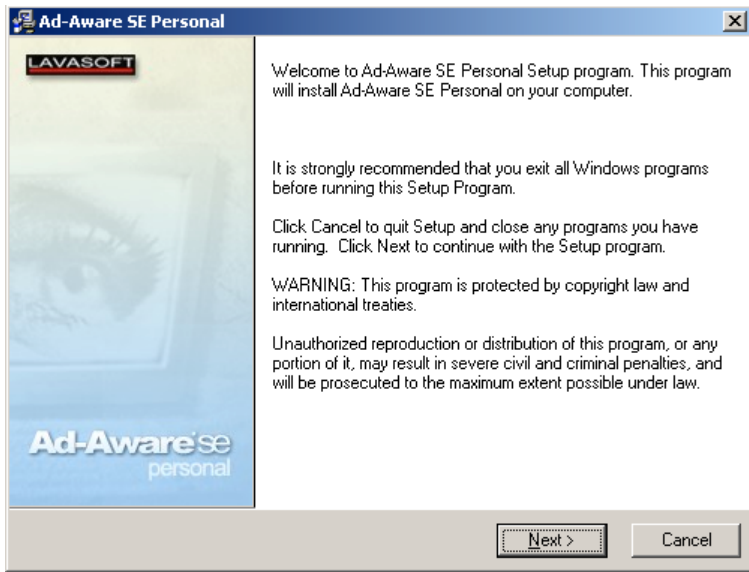 Ad-Aware SE Personal
LAVASOFT
Welcome to Ad-Aware SE Personal Setup program. This program
will install Ad-Aware SE Personal on your computer.
It is strongly recommended that you exit all Windows programs
before running this Setup Program.
Click Cancel to quit Setup and close any programs you have
running. Click Next to continue with the Setup program.
WARNING: This program is protected by copyright law and
international treaties.
Unauthorized reproduction or distribution of this program, or any
portion of it, may result in severe civil and criminal penalties, and
will be prosecuted to the maximum extent possible under law.
Ad-Aware se
personal
Next >
Cancel